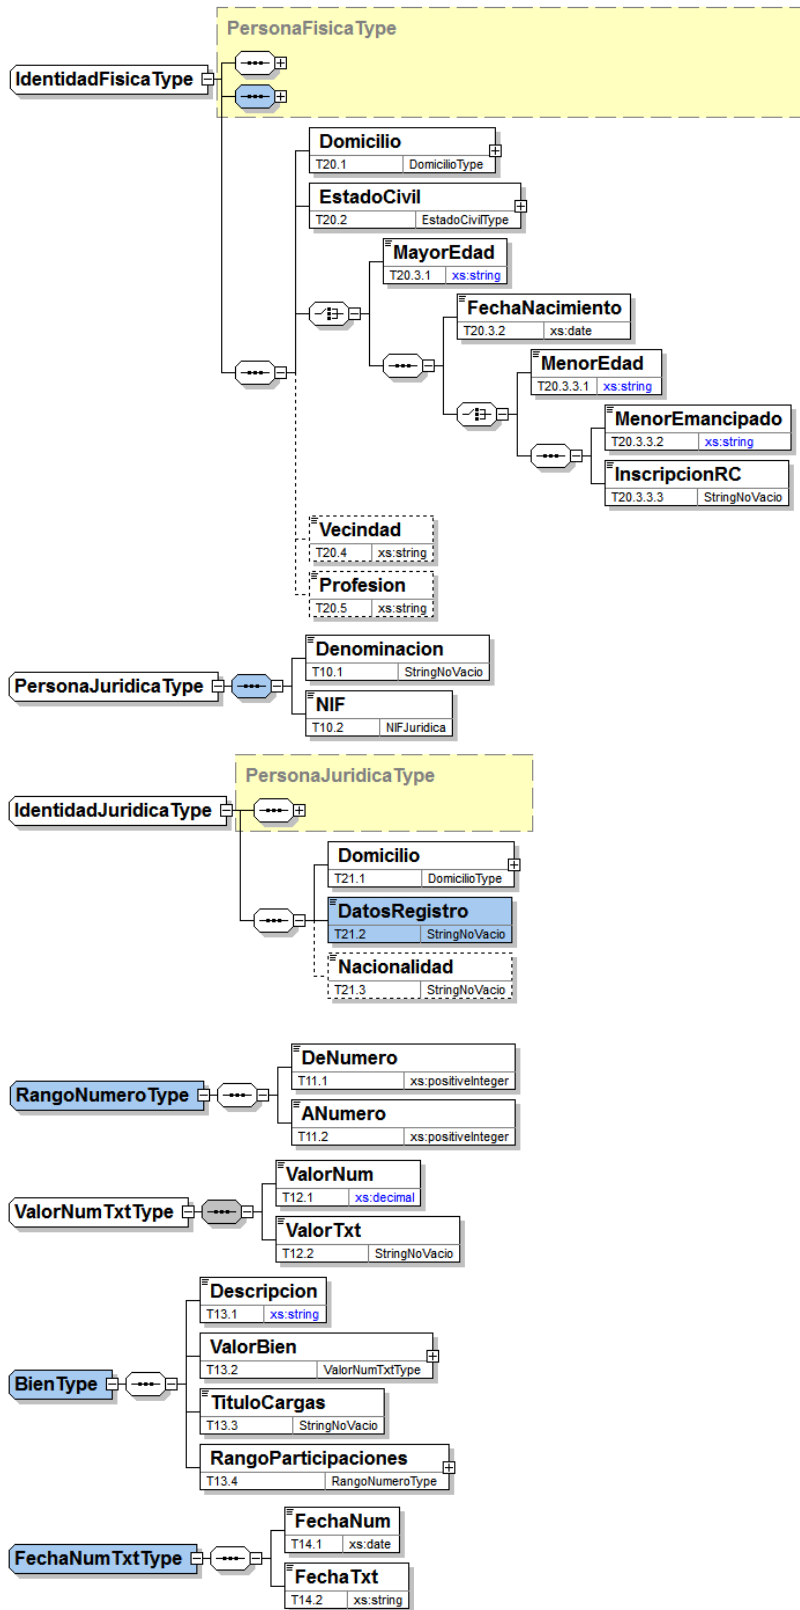 PersonaFisicaType
IdentidadFisicaType
Domicilio
T20.1 DomicilioType
EstadoCivil
T20.2 EstadoCivilType
MayorEdad
T20.3.1 xs:string
FechaNacimiento
T20.3.2 xs:date
MenorEdad
T20.3.3.1 xs:string
MenorEmancipado
T20.3.3.2 xs:string
InscripcionRC
T20.3.3.3 StringNoVacio
Vecindad
T20.4 xs:string
Profesion
T20.5 xs:string
PersonaJuridicaType
Denominacion
T10.1 StringNoVacio
NIF
T10.2 NIFJuridica
PersonaJuridicaType
IdentidadJuridicaType
Domicilio
T21.1 DomicilioType
DatosRegistro
T21.2 StringNoVacio
Nacionalidad
T21.3 StringNoVacio
RangoNumeroType
DeNumero
T11.1 xs:positiveInteger
ANumero
T11.2 xs:positiveInteger
ValorNumTxtType
ValorNum
T12.1 xs:decimal
ValorTxt
T12.2 StringNoVacio
BienType
Descripcion
T13.1 xs:string
ValorBien
T13.2 ValorNumTxtType
TituloCargas
T13.3 StringNoVacio
RangoParticipaciones
T13.4 RangoNumeroType
FechaNumTxtType
FechaNum
T14.1 xs:date
FechaTxt
T14.2 xs:string